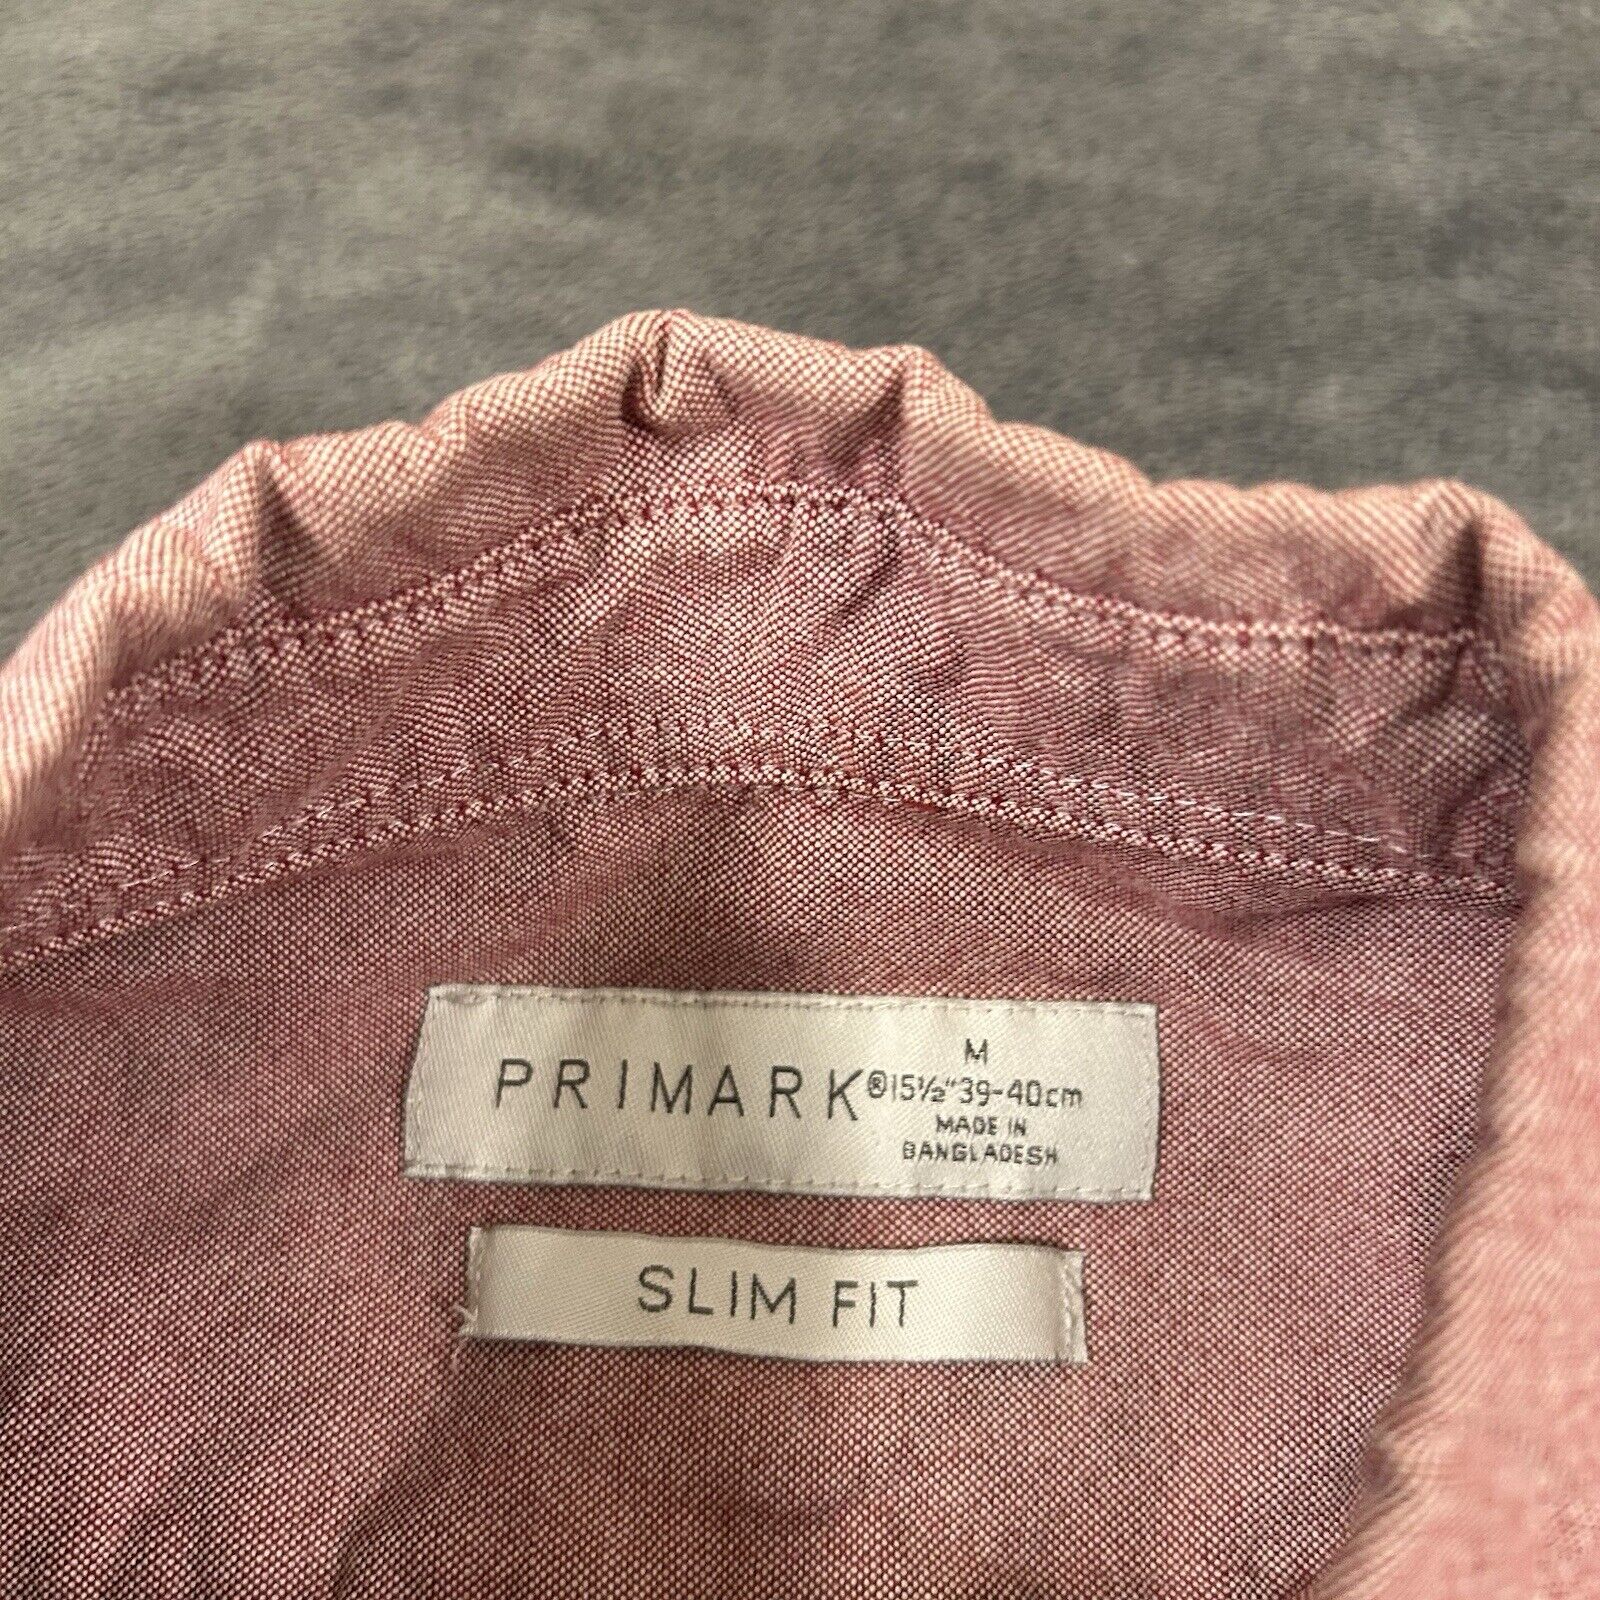 PRIMARK®
M
15½" 39-40cm
MADE IN
BANGLADESH
SLIM FIT